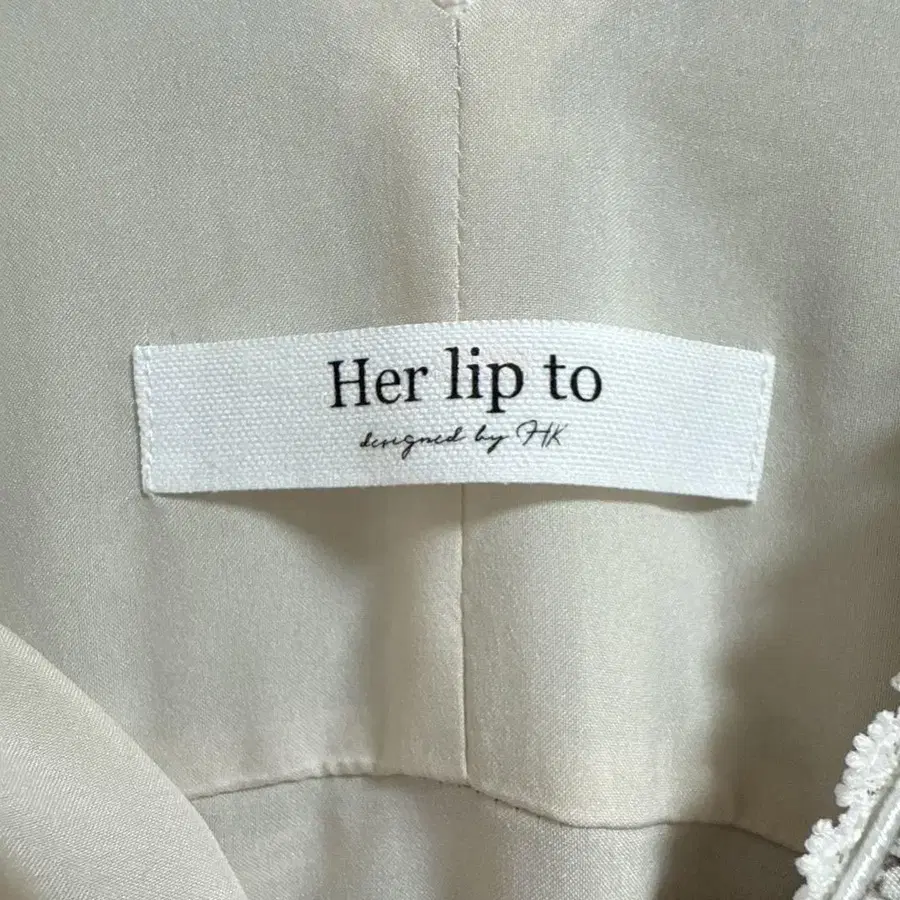 Her lip to
designed by HK